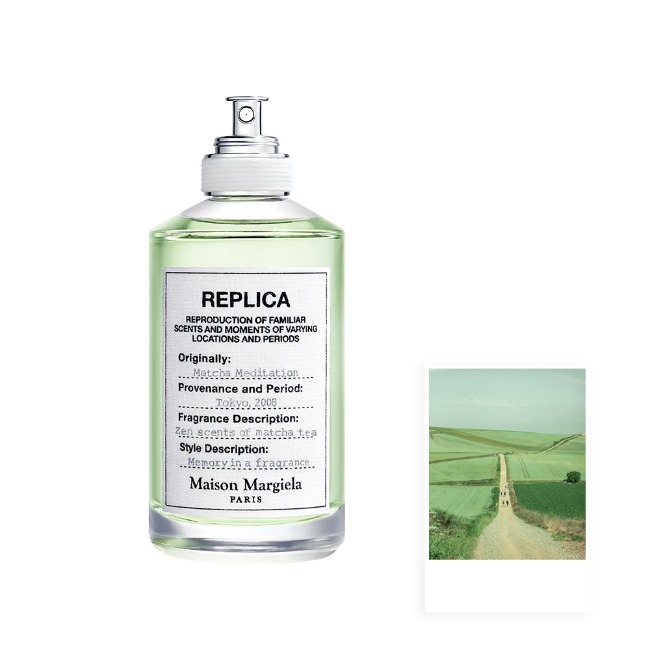 REPLICA
REPRODUCTION OF FAMILIAR
SCENTS AND MOMENTS OF VARYING
LOCATIONS AND PERIODS
Originally:
Matcha Meditation
Provenance and Period:
Tokyo, 2008
Fragrance Description:
Zen scents of matcha tea
Style Description:
Memory in a fragrance
Maison Margiela
PARIS